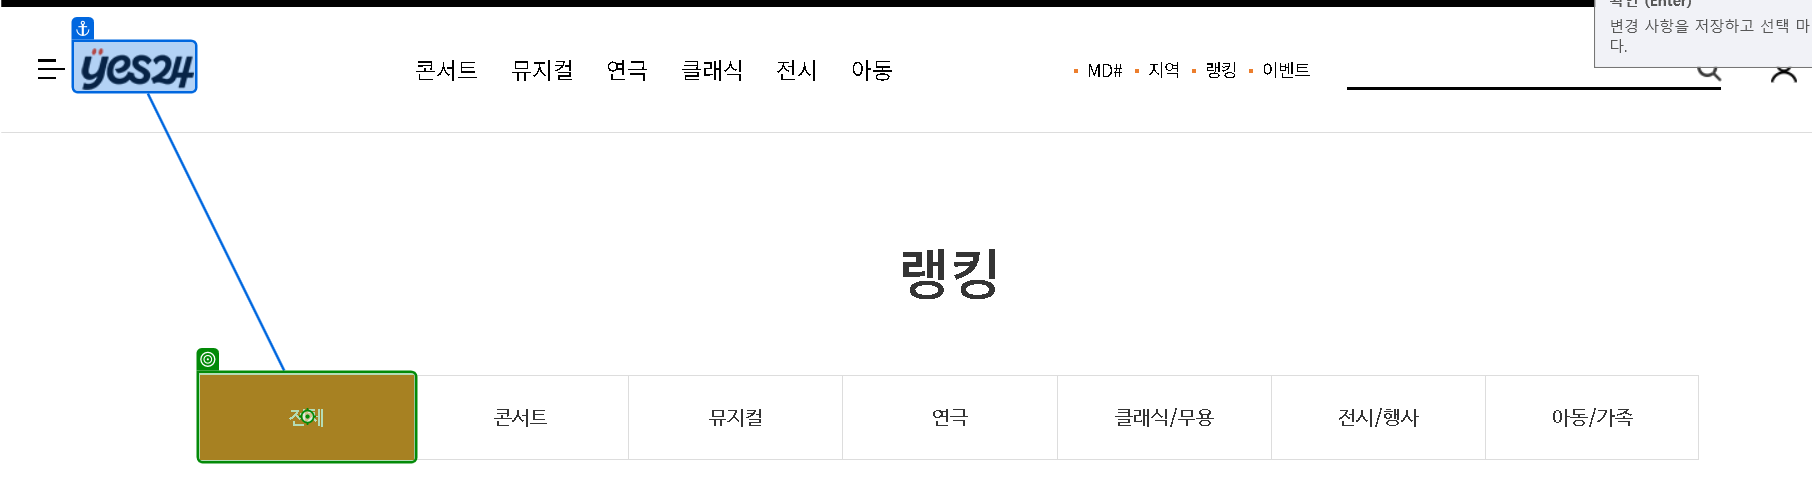 확인 (Enter)
변경 사항을 저장하고 선택 마
다.
yes24
콘서트 뮤지컬 연극 클래식 전시 아동
MD# 지역 랭킹 이벤트
랭킹
전체 콘서트 뮤지컬 연극 클래식/무용 전시/행사 아동/가족